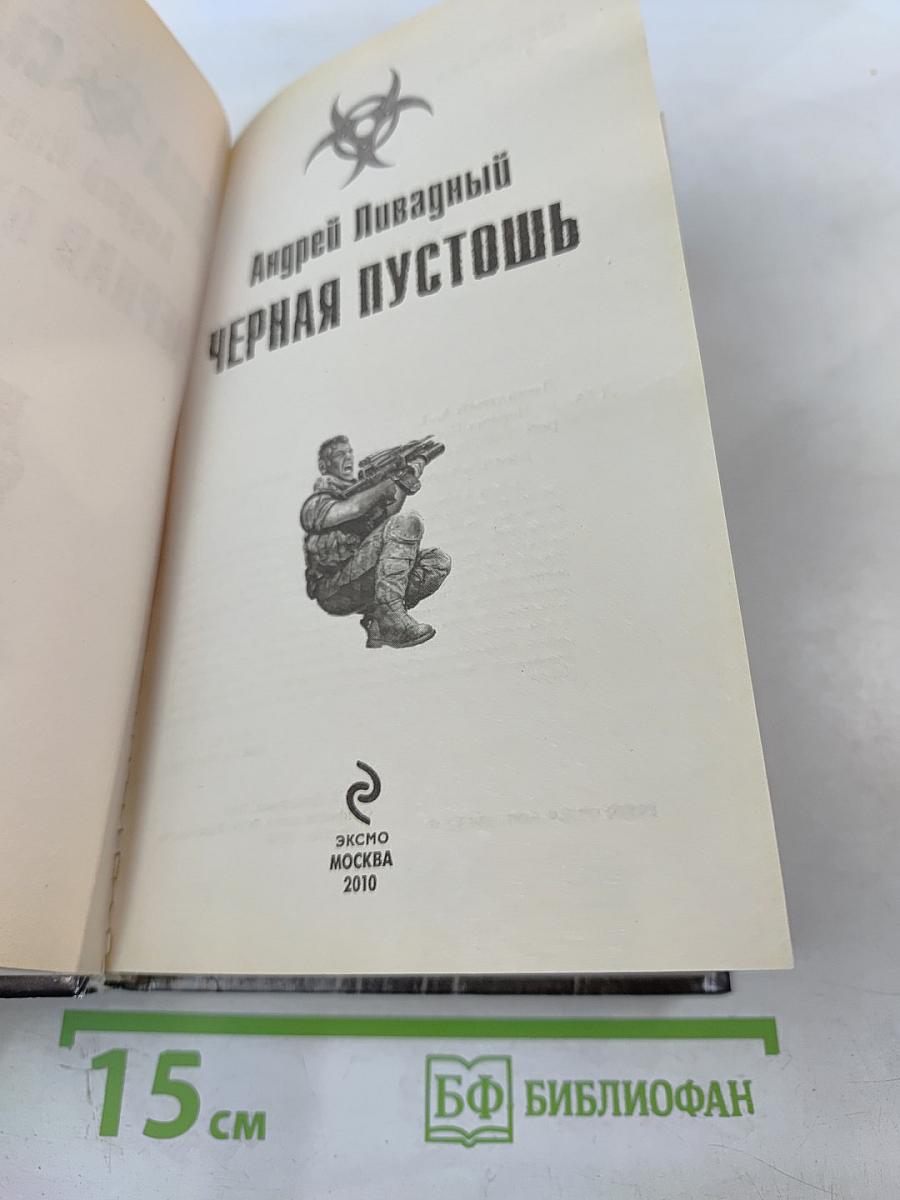 Андрей Ливадный
ЧЕРНАЯ ПУСТОШЬ
ЭКСМО
МОСКВА
2010
15 см
БФ БИБЛИОФАН